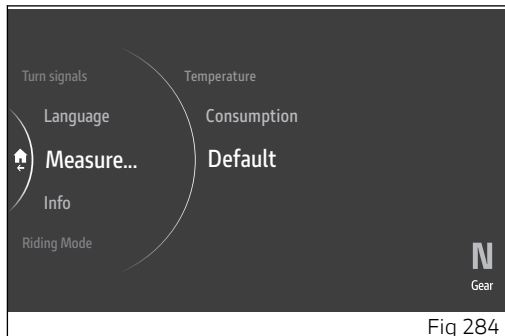 Turn signals
Language
Measure...
Info
Riding Mode
Temperature
Consumption
Default
N
Gear
Fig 284